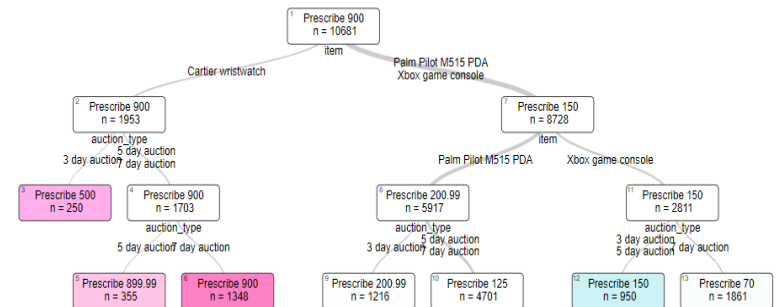 1
Prescribe 900
n = 10681
item
Cartier wristwatch
Palm Pilot M515 PDA
Xbox game console
2
Prescribe 900
n = 1953
auction_type
3 day auction
5 day auction
7 day auction
7
Prescribe 150
n = 8728
item
Palm Pilot M515 PDA
Xbox game console
3
Prescribe 500
n = 250
4
Prescribe 900
n = 1703
auction_type
5 day auction
7 day auction
8
Prescribe 200.99
n = 5917
auction_type
3 day auction
5 day auction
7 day auction
11
Prescribe 150
n = 2811
auction_type
3 day auction
5 day auction
7 day auction
5
Prescribe 899.99
n = 355
6
Prescribe 900
n = 1348
9
Prescribe 200.99
n = 1216
10
Prescribe 125
n = 4701
12
Prescribe 150
n = 950
13
Prescribe 70
n = 1861